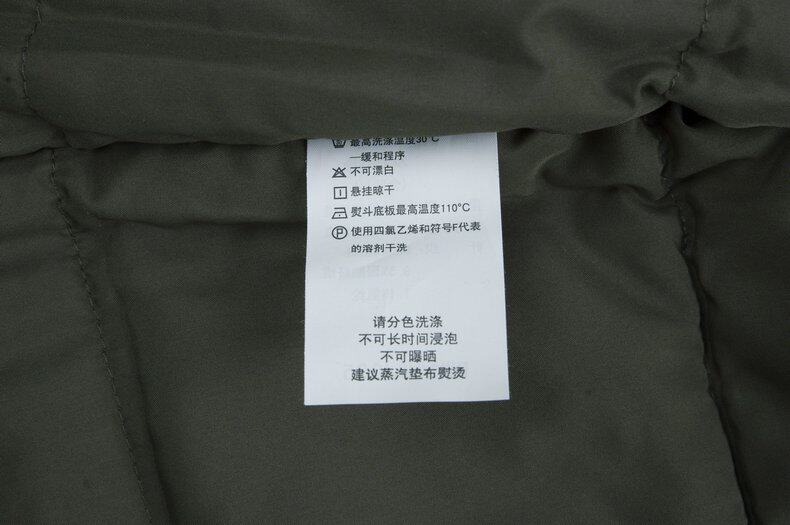 最高洗涤温度30℃
—缓和程序
不可漂白
悬挂晾干
熨斗底板最高温度110℃
P 使用四氯乙烯和符号F代表
的溶剂干洗
请分色洗涤
不可长时间浸泡
不可曝晒
建议蒸汽垫布熨烫